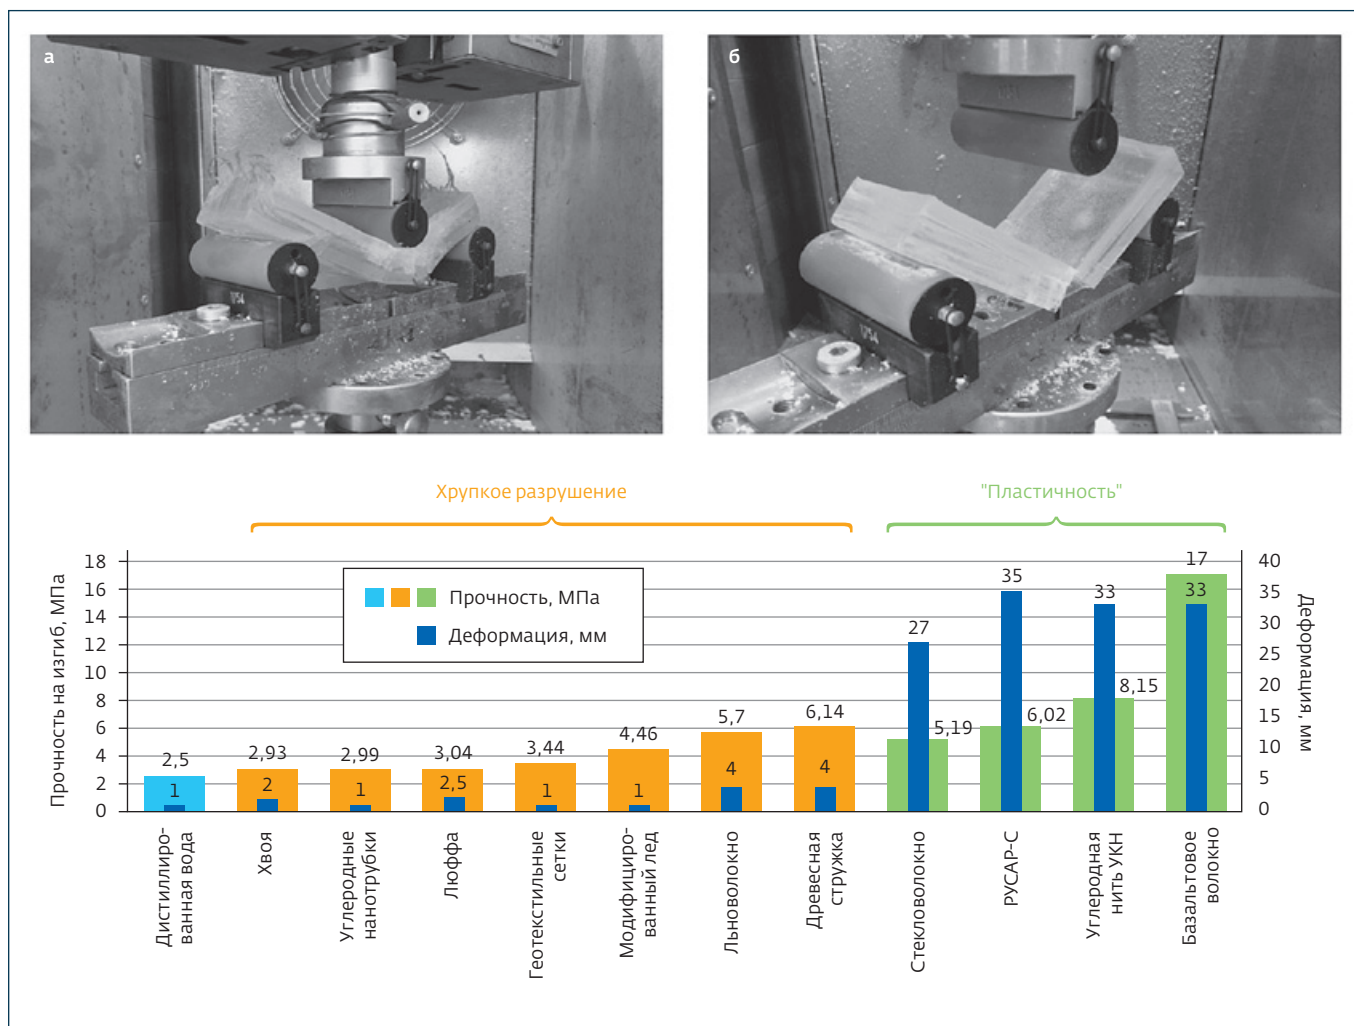 а
б
Хрупкое разрушение
"Пластичность"
Прочность на изгиб, МПа
18
16
14
12
10
8
6
4
2
0
Прочность, МПа
Деформация, мм
2,5
1
2,93
2
2,99
1
3,04
2,5
3,44
1
4,46
1
5,7
4
6,14
4
27
5,19
35
6,02
33
8,15
17
33
40
35
30
25
20
15
10
5
0
Деформация, мм
Дистиллиро-
ванная вода
Хвоя
Углеродные
нанотрубки
Люффа
Геотекстильные
сетки
Модифициро-
ванный лед
Льноволокно
Древесная
стружка
Стекловолокно
РУСАР-С
Углеродная
нить УКН
Базальтовое
волокно